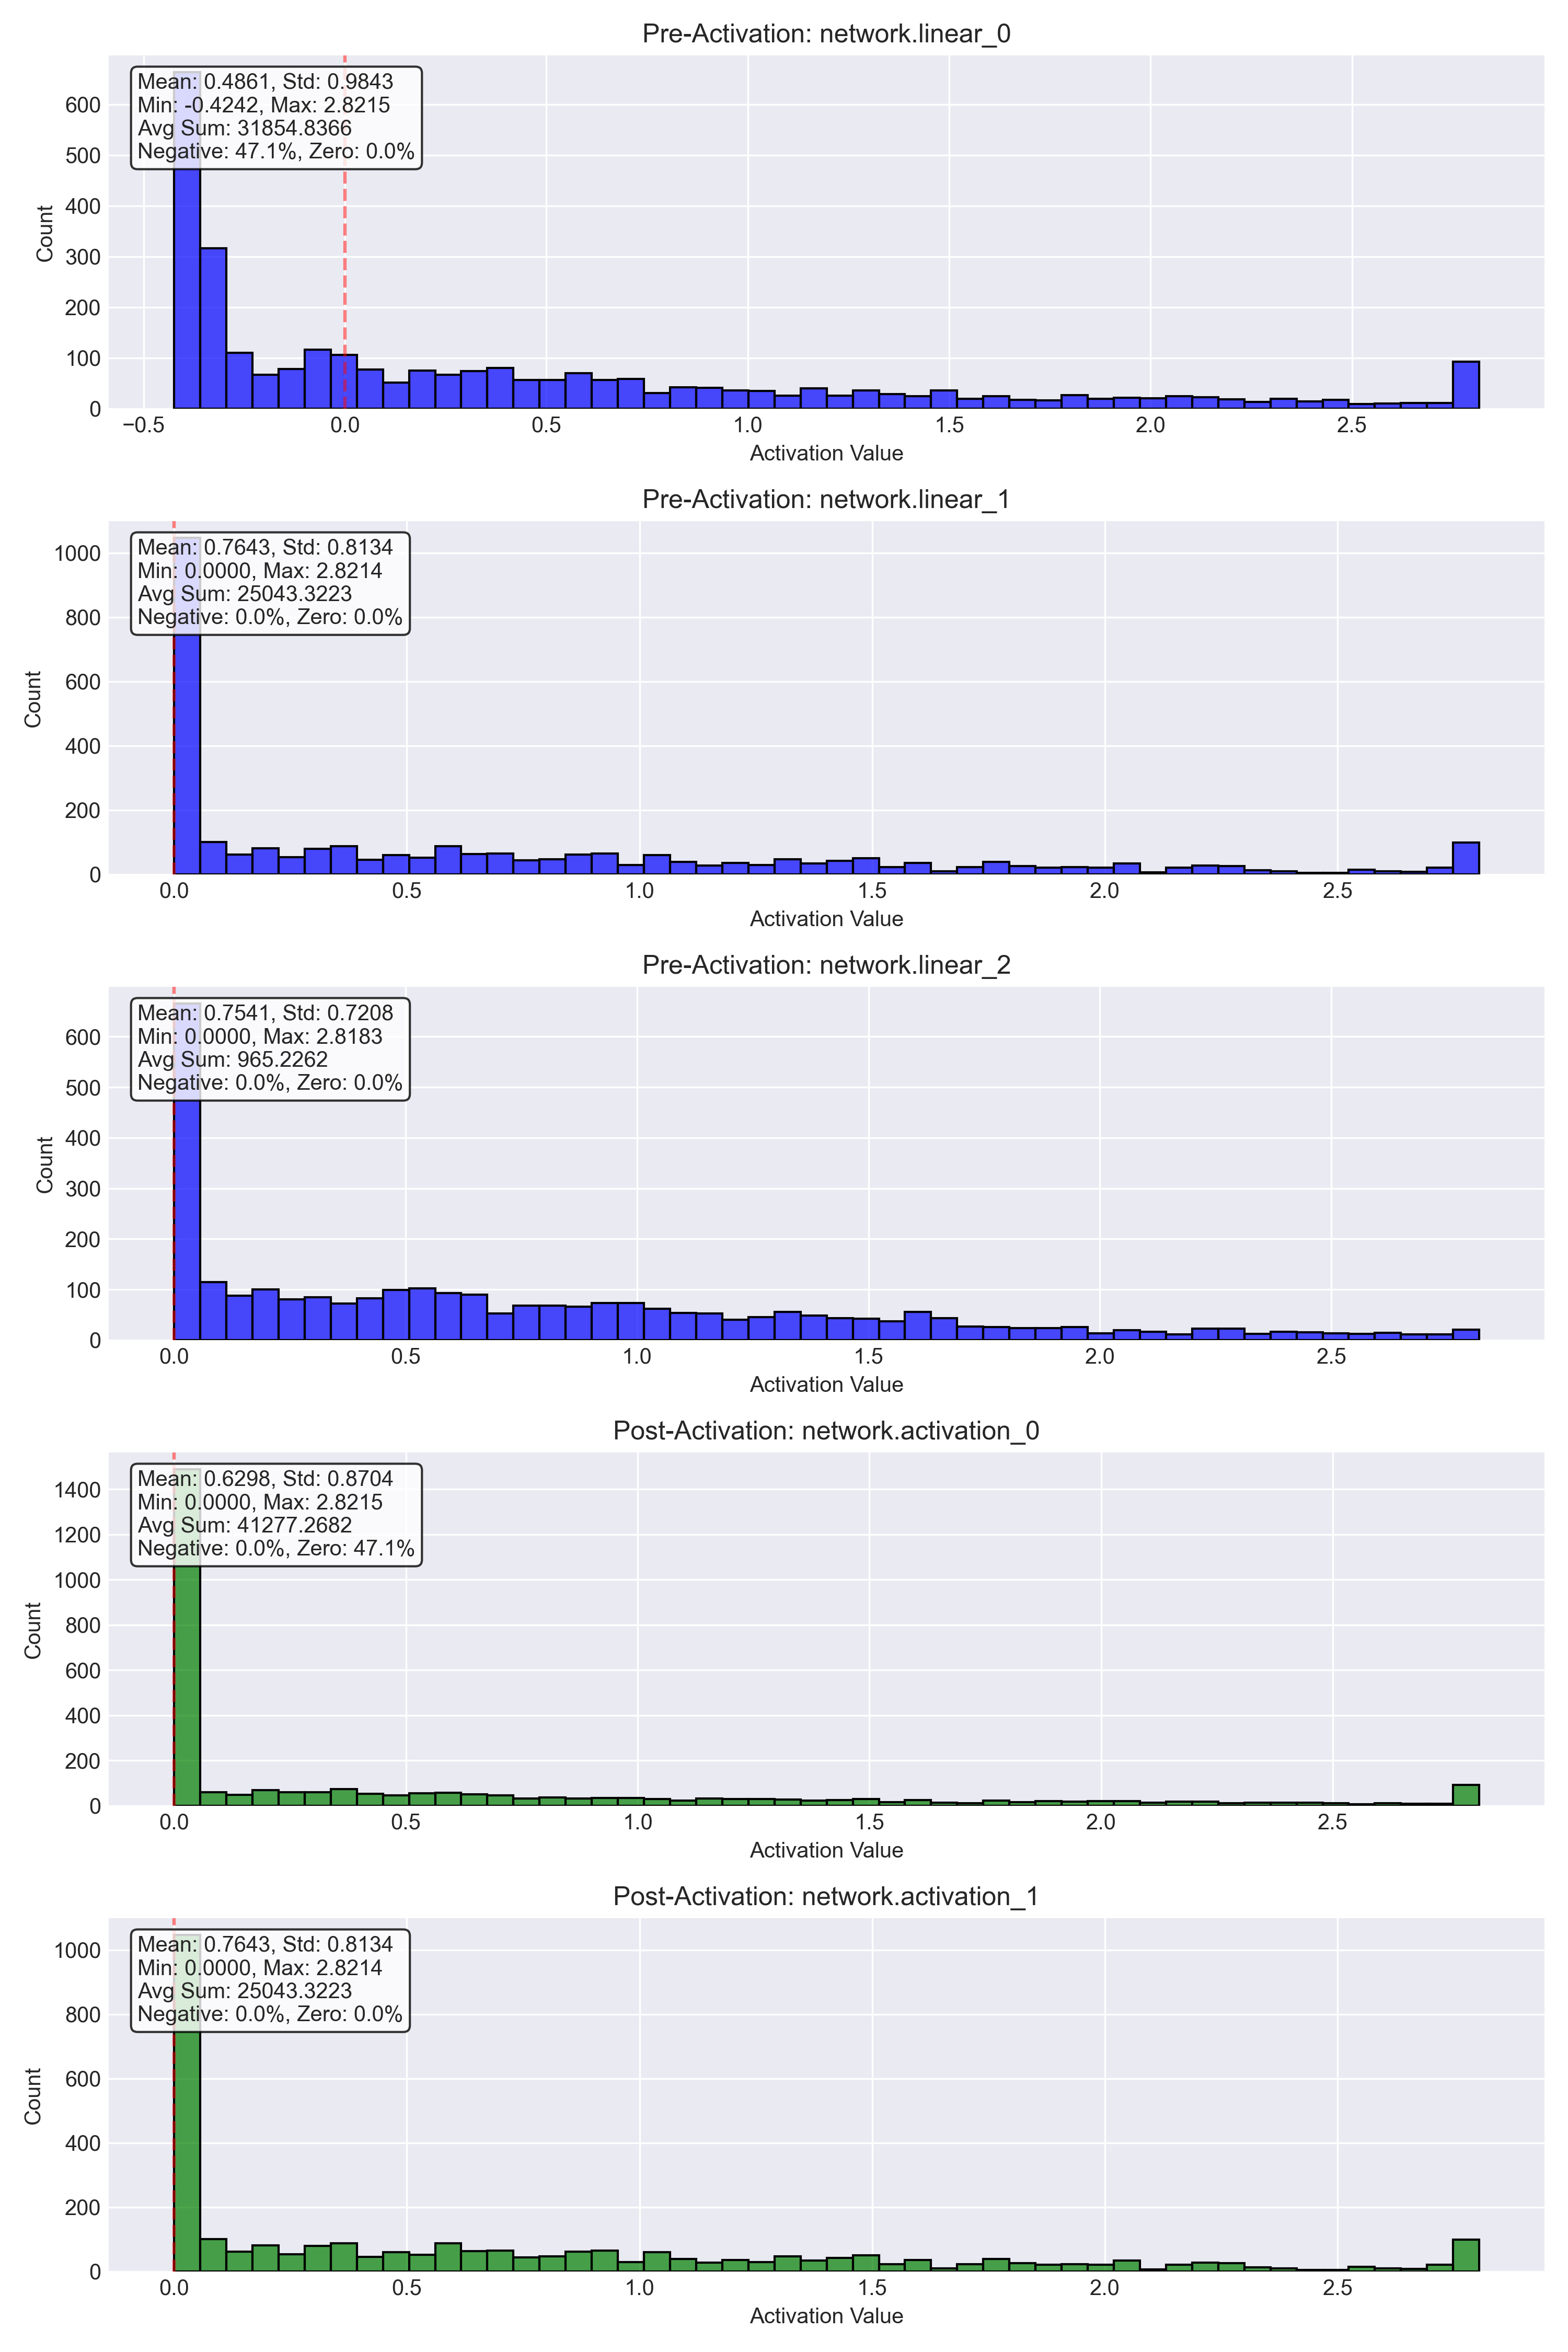 Pre-Activation: network.linear_0
Mean: 0.4861, Std: 0.9843
Min: -0.4242, Max: 2.8215
Avg Sum: 31854.8366
Negative: 47.1%, Zero: 0.0%
Count
600
500
400
300
200
100
0
−0.5 0.0 0.5 1.0 1.5 2.0 2.5
Activation Value
Pre-Activation: network.linear_1
Mean: 0.7643, Std: 0.8134
Min: 0.0000, Max: 2.8214
Avg Sum: 25043.3223
Negative: 0.0%, Zero: 0.0%
Count
1000
800
600
400
200
0
0.0 0.5 1.0 1.5 2.0 2.5
Activation Value
Pre-Activation: network.linear_2
Mean: 0.7541, Std: 0.7208
Min: 0.0000, Max: 2.8183
Avg Sum: 965.2262
Negative: 0.0%, Zero: 0.0%
Count
600
500
400
300
200
100
0
0.0 0.5 1.0 1.5 2.0 2.5
Activation Value
Post-Activation: network.activation_0
Mean: 0.6298, Std: 0.8704
Min: 0.0000, Max: 2.8215
Avg Sum: 41277.2682
Negative: 0.0%, Zero: 47.1%
Count
1400
1200
1000
800
600
400
200
0
0.0 0.5 1.0 1.5 2.0 2.5
Activation Value
Post-Activation: network.activation_1
Mean: 0.7643, Std: 0.8134
Min: 0.0000, Max: 2.8214
Avg Sum: 25043.3223
Negative: 0.0%, Zero: 0.0%
Count
1000
800
600
400
200
0
0.0 0.5 1.0 1.5 2.0 2.5
Activation Value